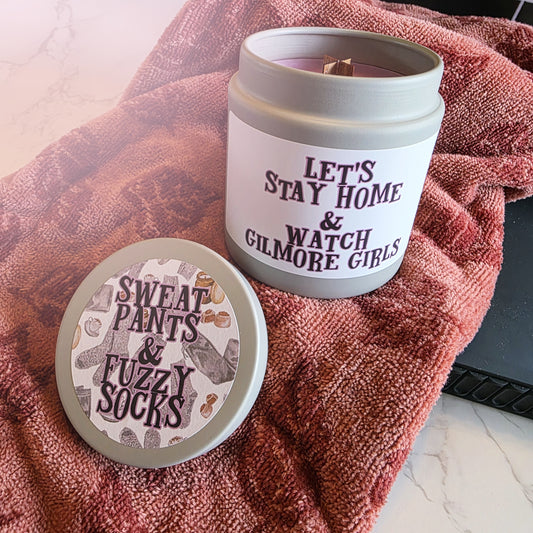 LET'S
STAY HOME
&
WATCH
GILMORE GIRLS
SWEAT
PANTS
&
FUZZY
SOCKS